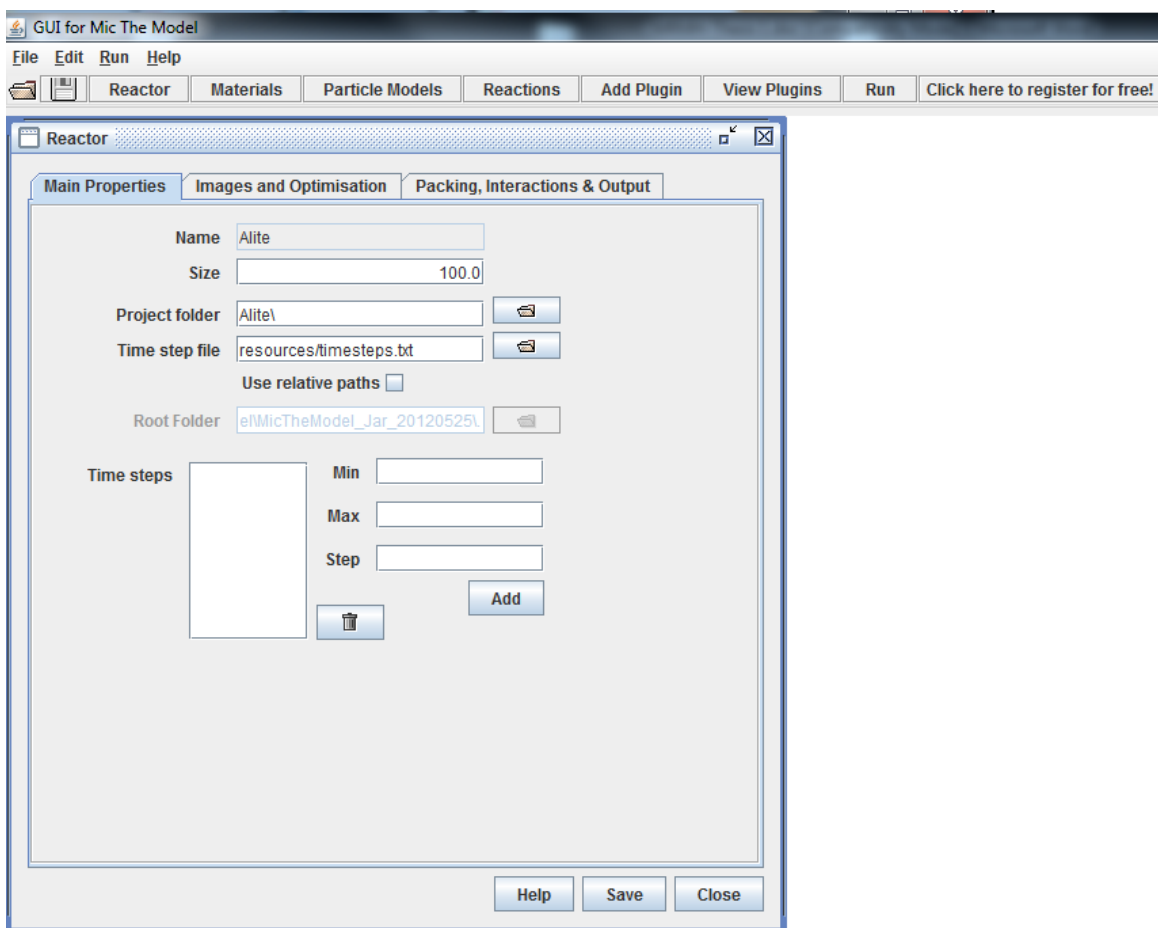 GUI for Mic The Model
File Edit Run Help
Reactor Materials Particle Models Reactions Add Plugin View Plugins Run Click here to register for free!
Reactor
Main Properties Images and Optimisation Packing, Interactions & Output
Name Alite
Size 100.0
Project folder Alite\
Time step file resources/timesteps.txt
Use relative paths
Root Folder el\MicTheModel_Jar_20120525\.
Time steps Min
Max
Step
Add
Help Save Close